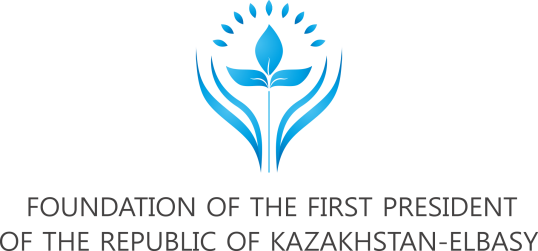 FOUNDATION OF THE FIRST PRESIDENT
OF THE REPUBLIC OF KAZAKHSTAN-ELBASY